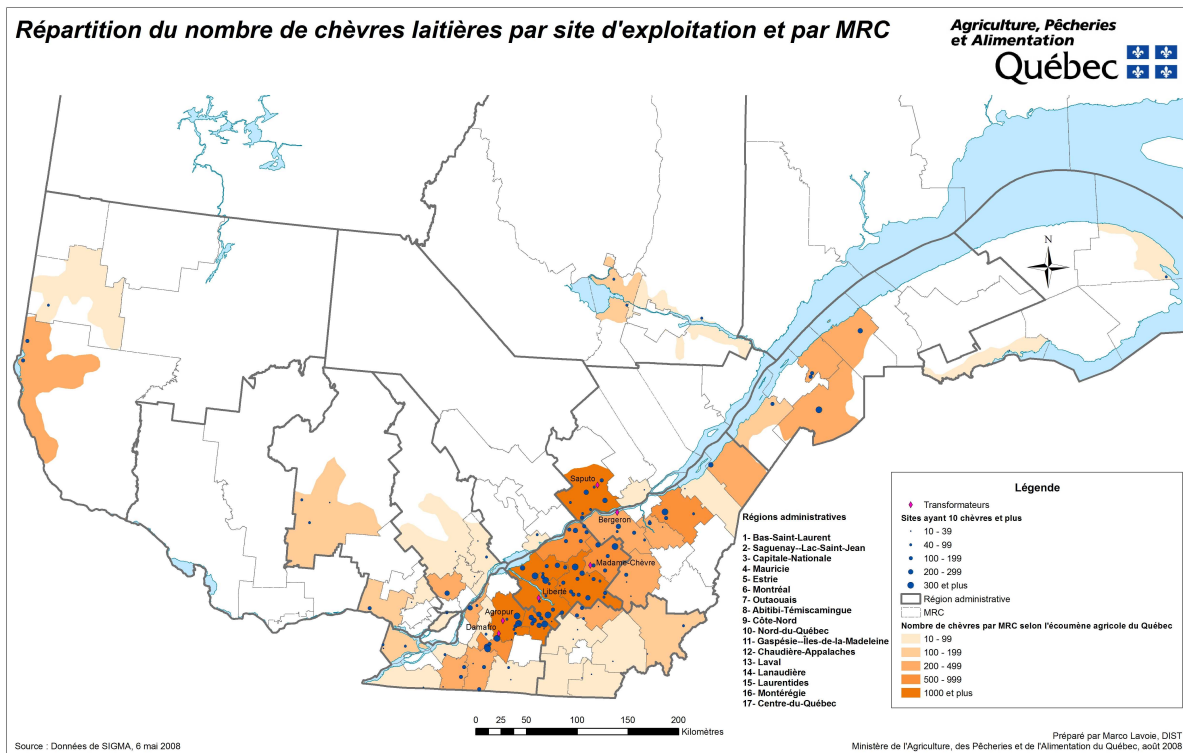 Répartition du nombre de chèvres laitières par site d'exploitation et par MRC
Agriculture, Pêcheries
et Alimentation
Québec
N
Saputo
Bergeron
Madame-Chèvre
Liberté
Agropur
Damafro
Régions administratives
1- Bas-Saint-Laurent
2- Saguenay--Lac-Saint-Jean
3- Capitale-Nationale
4- Mauricie
5- Estrie
6- Montréal
7- Outaouais
8- Abitibi-Témiscamingue
9- Côte-Nord
10- Nord-du-Québec
11- Gaspésie--Îles-de-la-Madeleine
12- Chaudière-Appalaches
13- Laval
14- Lanaudière
15- Laurentides
16- Montérégie
17- Centre-du-Québec
Légende
Transformateurs
Sites ayant 10 chèvres et plus
10 - 39
40 - 99
100 - 199
200 - 299
300 et plus
Région administrative
MRC
Nombre de chèvres par MRC selon l'écoumène agricole du Québec
10 - 99
100 - 199
200 - 499
500 - 999
1000 et plus
0 25 50 100 150 200
Kilomètres
Source : Données de SIGMA, 6 mai 2008
Préparé par Marco Lavoie, DIST
Ministère de l'Agriculture, des Pêcheries et de l'Alimentation du Québec, août 2008